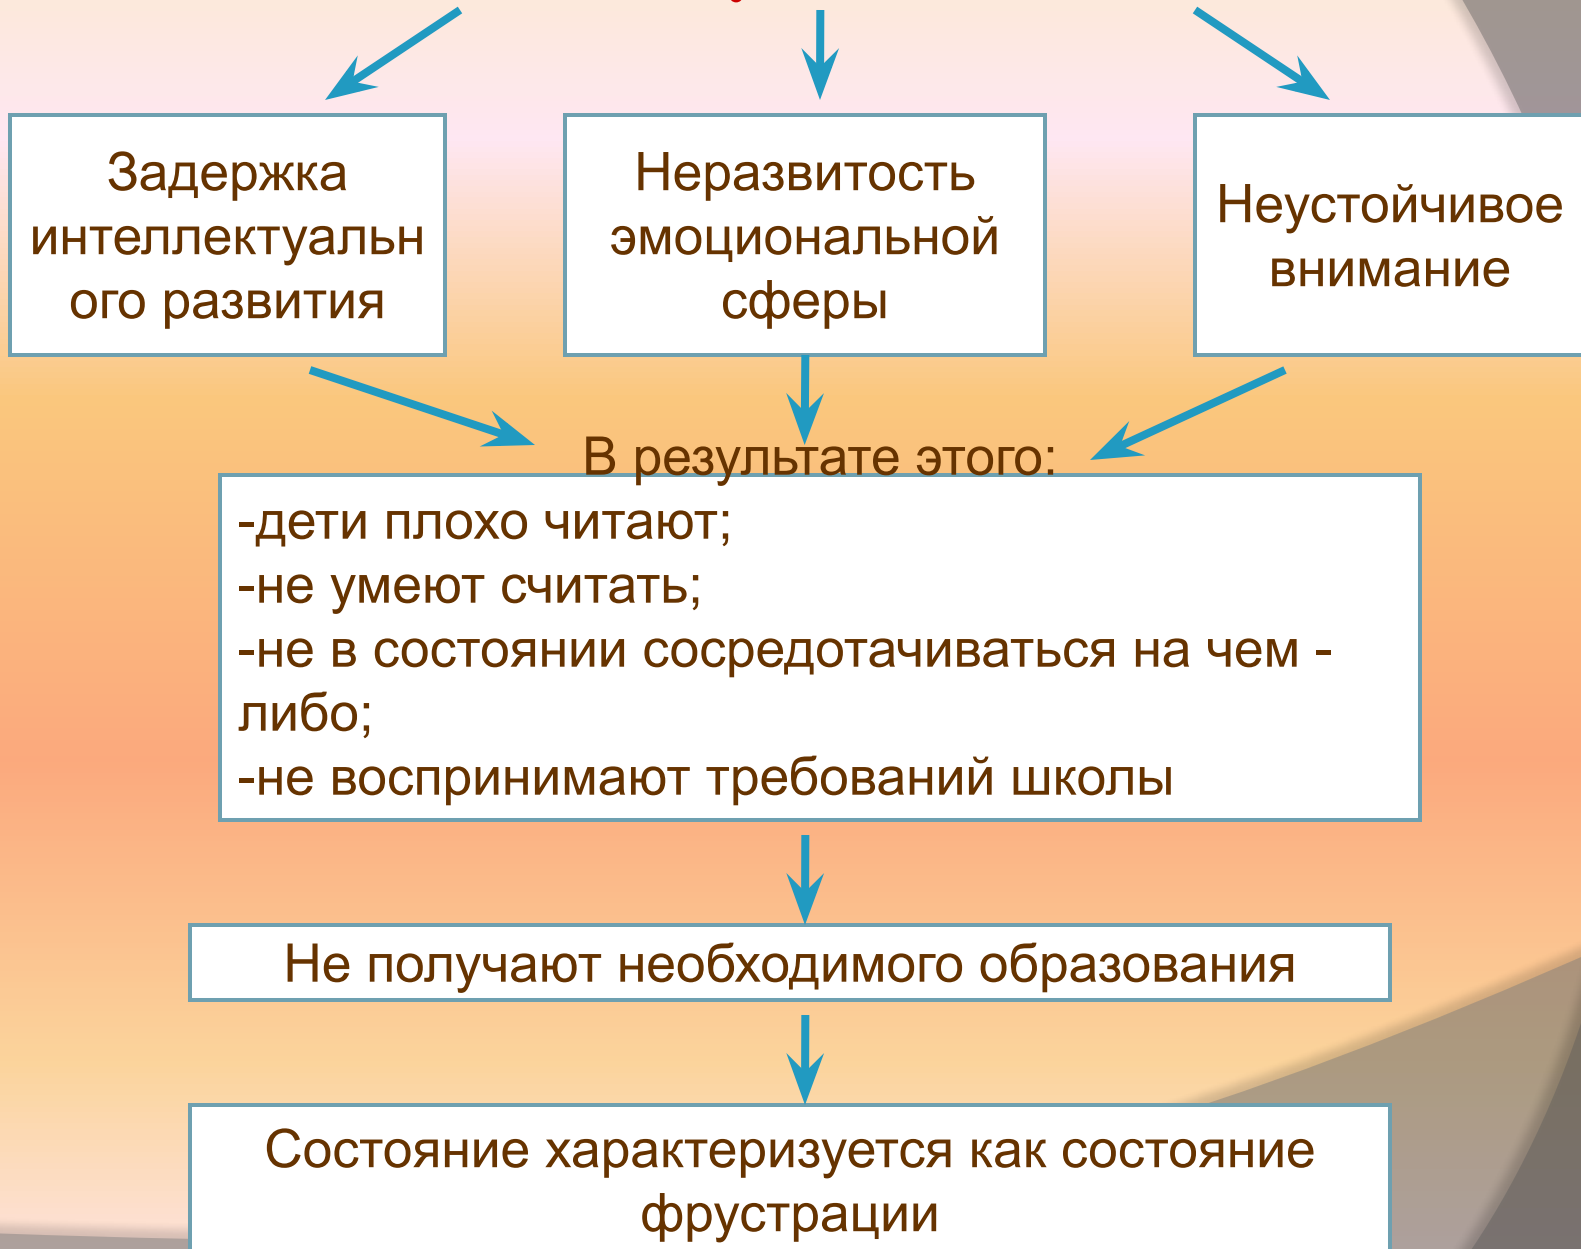 Задержка
интеллектуальн
ого развития
Неразвитость
эмоциональной
сферы
Неустойчивое
внимание
В результате этого:
-дети плохо читают;
-не умеют считать;
-не в состоянии сосредотачиваться на чем -
либо;
-не воспринимают требований школы
Не получают необходимого образования
Состояние характеризуется как состояние
фрустрации